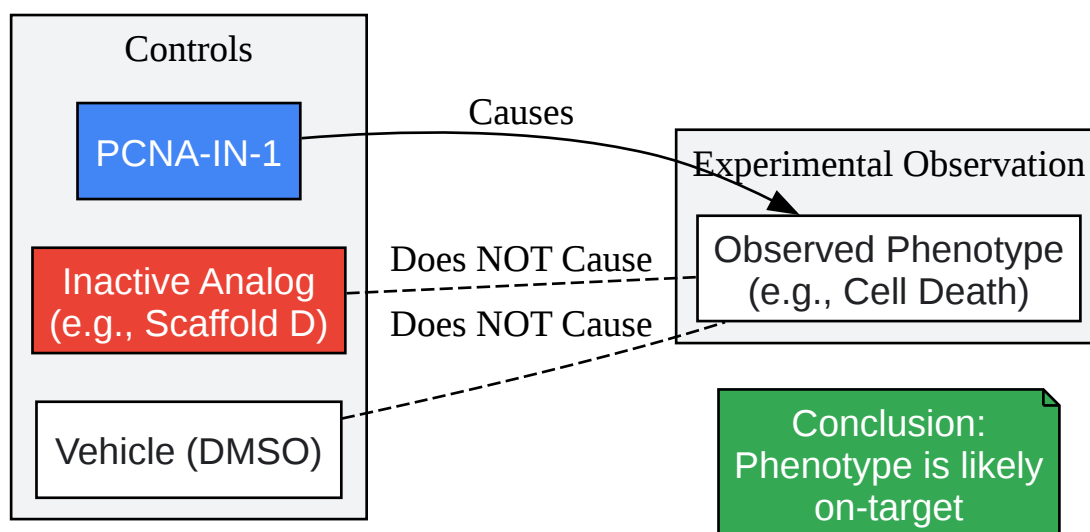 Controls
PCNA-IN-1
Causes
Experimental Observation
Observed Phenotype
(e.g., Cell Death)
Inactive Analog
(e.g., Scaffold D)
Does NOT Cause
Does NOT Cause
Vehicle (DMSO)
Conclusion:
Phenotype is likely
on-target